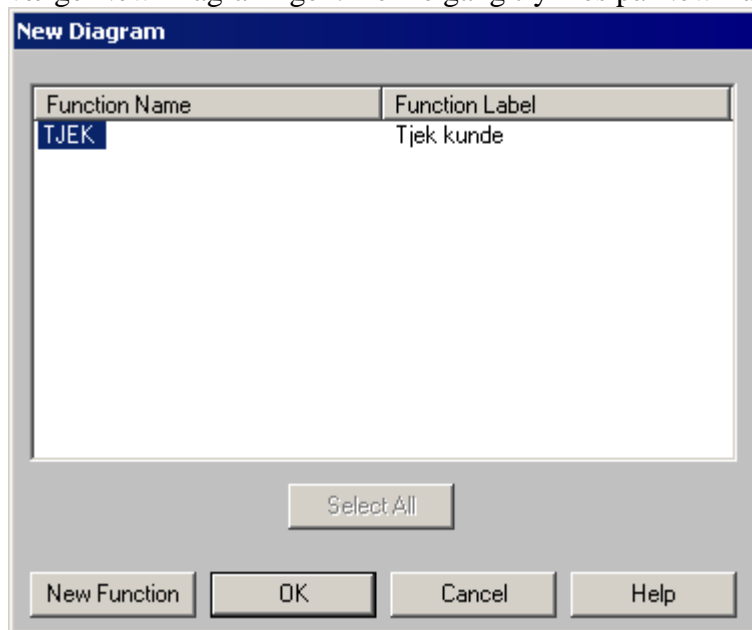 New Diagram
Function Name Function Label
TJEK Tjek kunde
Select All
New Function OK Cancel Help